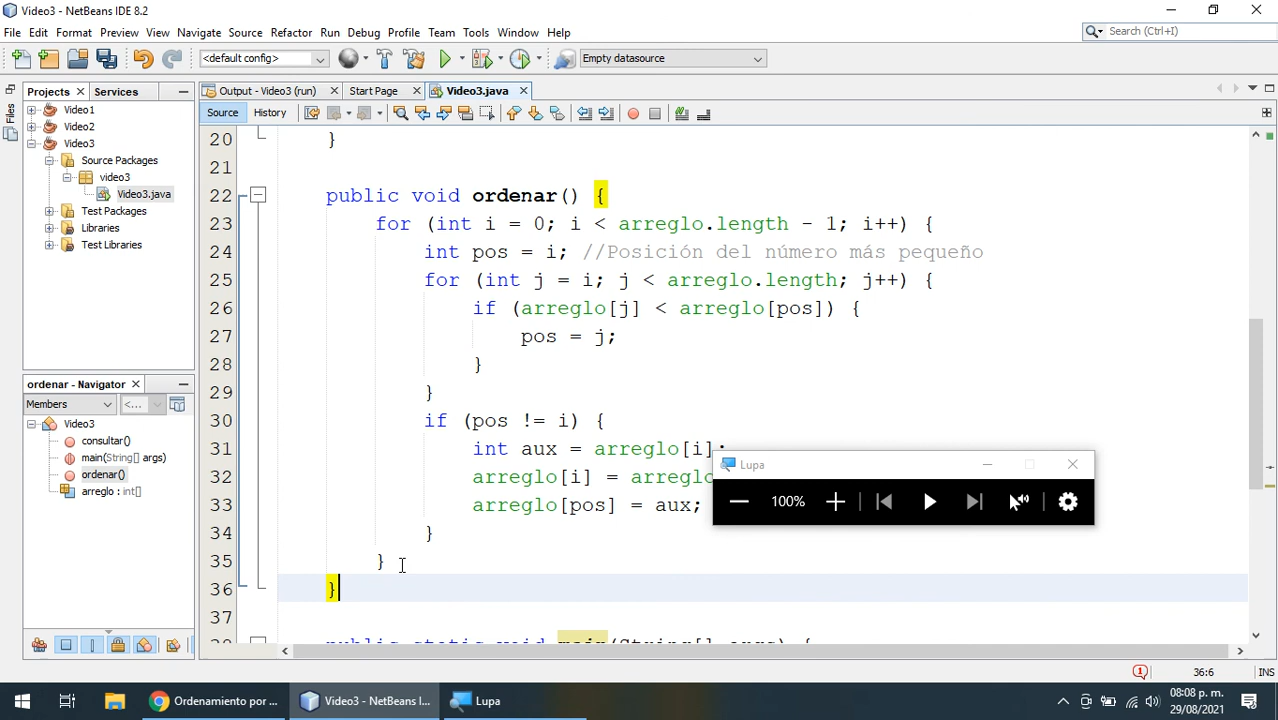 Video3 - NetBeans IDE 8.2
File Edit Format Preview View Navigate Source Refactor Run Debug Profile Team Tools Window Help
Search (Ctrl+I)
<default config>
Empty datasource
Projects
Services
Output - Video3 (run)
Start Page
Video3.java
Files
Source
History
Video1
Video2
Video3
Source Packages
video3
Video3.java
Test Packages
Libraries
Test Libraries
ordenar - Navigator
Members
<...
Video3
consultar()
main(String[] args)
ordenar()
arreglo : int[]
20 }
21
22 public void ordenar() {
23 for (int i = 0; i < arreglo.length - 1; i++) {
24 int pos = i; //Posición del número más pequeño
25 for (int j = i; j < arreglo.length; j++) {
26 if (arreglo[j] < arreglo[pos]) {
27 pos = j;
28 }
29 }
30 if (pos != i) {
31 int aux = arreglo[i];
32 arreglo[i] = arreglo
33 arreglo[pos] = aux;
34 }
35 }
36 }
37
public static void main(String[] args) {
Lupa
100%
1
36:6
INS
Ordenamiento por ...
Video3 - NetBeans I...
Lupa
08:08 p. m.
29/08/2021